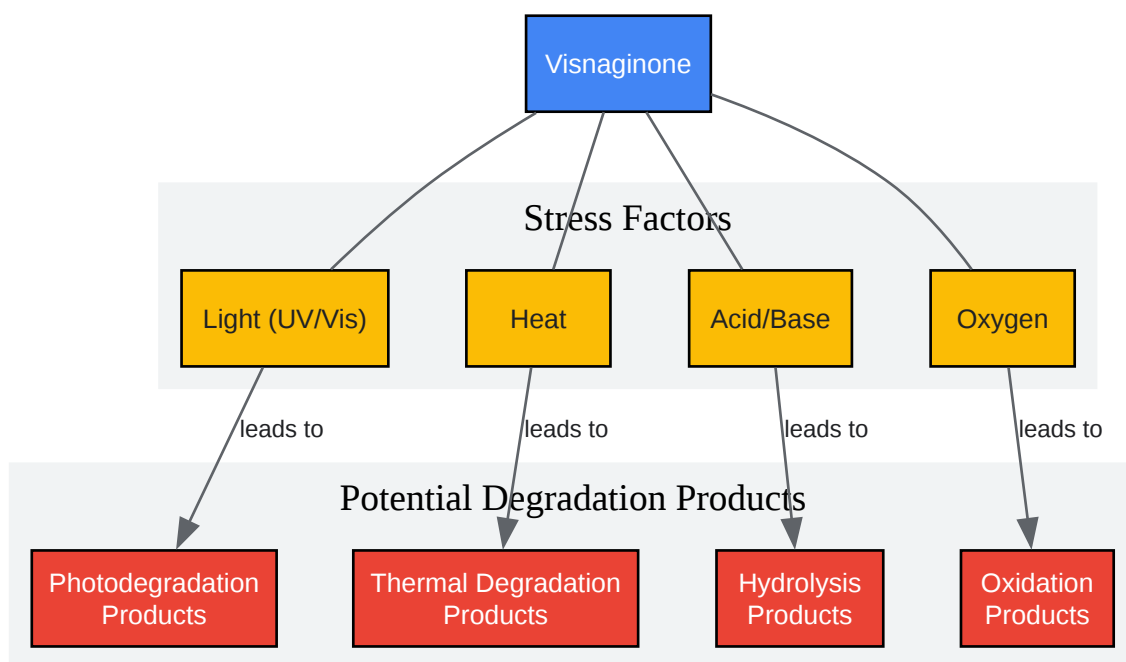 Visnaginone
Stress Factors
Light (UV/Vis)
Heat
Acid/Base
Oxygen
leads to
leads to
leads to
leads to
Potential Degradation Products
Photodegradation
Products
Thermal Degradation
Products
Hydrolysis
Products
Oxidation
Products